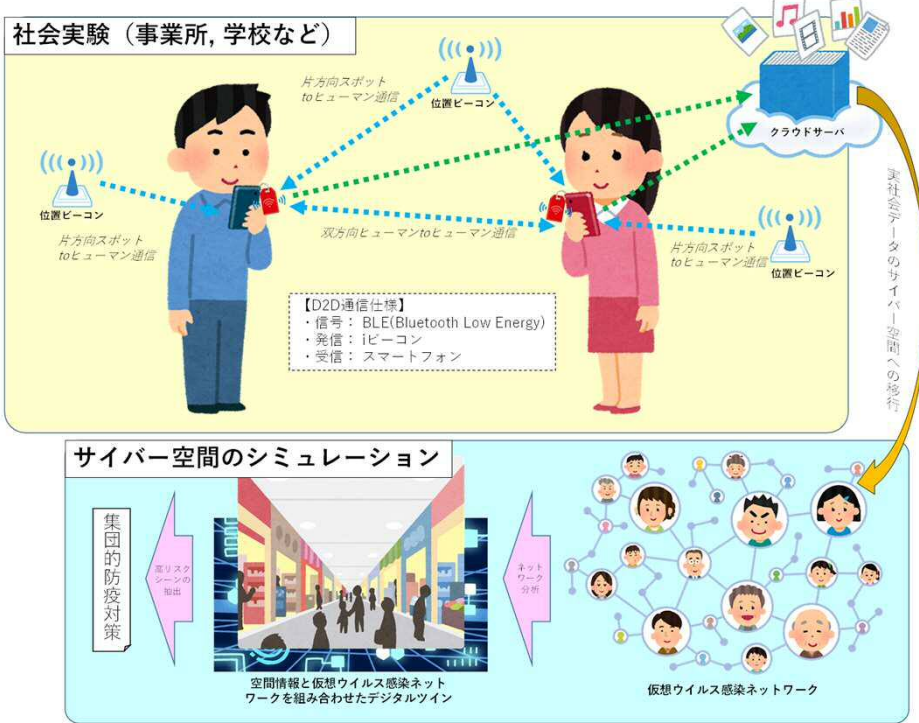 社会実験（事業所, 学校など）
片方向スポット
toヒューマン通信
位置ビーコン
クラウドサーバ
位置ビーコン
片方向スポット
toヒューマン通信
双方向ヒューマンtoヒューマン通信
片方向スポット
toヒューマン通信
位置ビーコン
【D2D通信仕様】
・信号： BLE(Bluetooth Low Energy)
・発信： iビーコン
・受信： スマートフォン
実社会データのサイバー空間への移行
サイバー空間のシミュレーション
集団的防疫対策
高リスク
シーンの
抽出
ネット
ワーク
分析
空間情報と仮想ウイルス感染ネット
ワークを組み合わせたデジタルツイン
仮想ウイルス感染ネットワーク